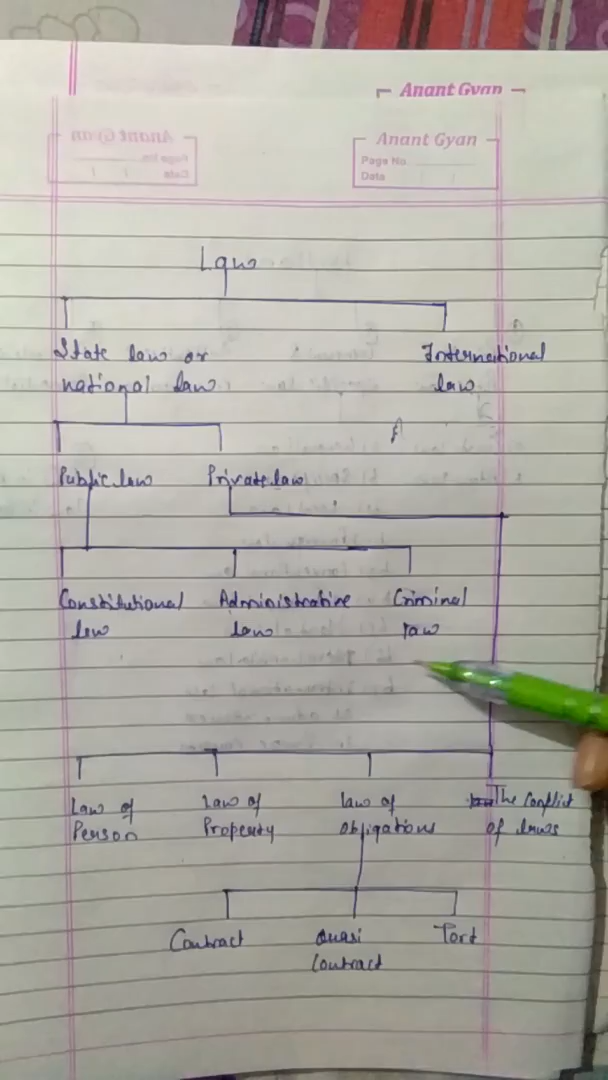 Anant Gyan
Anant Gyan
Page No.
Date
Law
State law or
national law
International
law
Public law
Private law
Constitutional
law
Administrative
law
Criminal
law
Law of
Person
Law of
Property
law of
obligations
The Conflict
of laws
Contract
Quasi
Contract
Tort